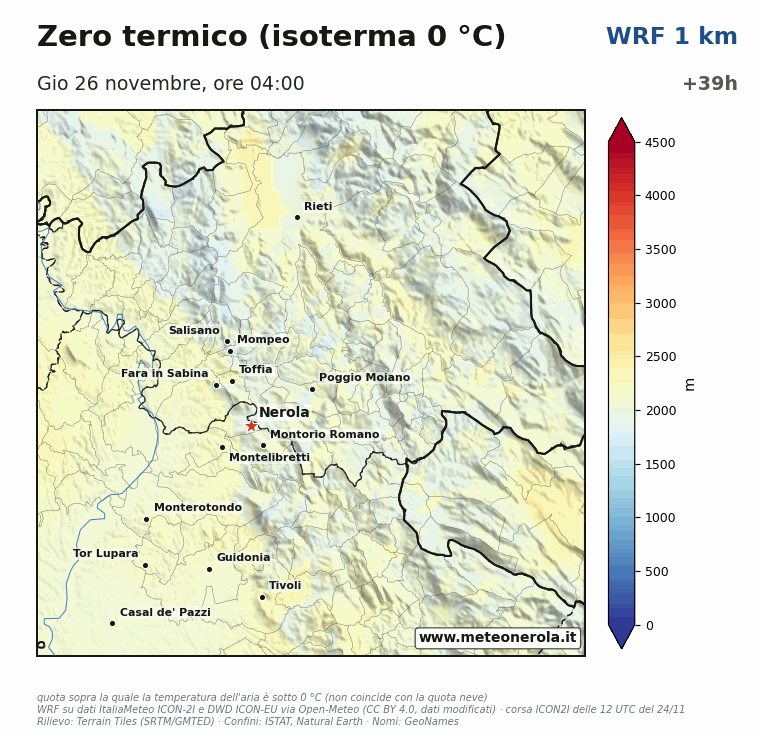 Zero termico (isoterma 0 °C)
WRF 1 km
Gio 26 novembre, ore 04:00
+39h
Rieti
Salisano
Mompeo
Fara in Sabina
Toffia
Poggio Moiano
Nerola
Montorio Romano
Montelibretti
Monterotondo
Tor Lupara
Guidonia
Tivoli
Casal de' Pazzi
www.meteonerola.it
4500
4000
3500
3000
2500
2000
1500
1000
500
0
m
quota sopra la quale la temperatura dell'aria è sotto 0 °C (non coincide con la quota neve)
WRF su dati ItaliaMeteo ICON-2I e DWD ICON-EU via Open-Meteo (CC BY 4.0, dati modificati) · corsa ICON2I delle 12 UTC del 24/11
Rilievo: Terrain Tiles (SRTM/GMTED) · Confini: ISTAT, Natural Earth · Nomi: GeoNames